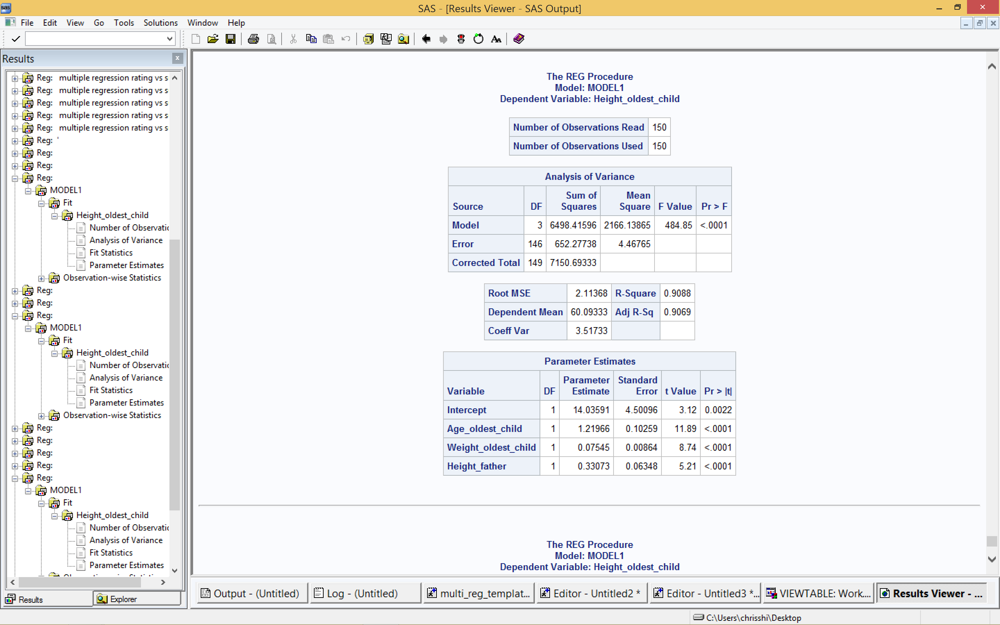 sas
SAS - [Results Viewer - SAS Output]
File Edit View Go Tools Solutions Window Help
Results
Reg: multiple regression rating vs s
Reg: multiple regression rating vs s
Reg: multiple regression rating vs s
Reg: multiple regression rating vs s
Reg: multiple regression rating vs s
Reg: '
Reg:
Reg:
Reg:
MODEL1
Fit
Height_oldest_child
Number of Observatic
Analysis of Variance
Fit Statistics
Parameter Estimates
Observation-wise Statistics
Reg:
Reg:
Reg:
MODEL1
Fit
Height_oldest_child
Number of Observatic
Analysis of Variance
Fit Statistics
Parameter Estimates
Observation-wise Statistics
Reg:
Reg:
Reg:
Reg:
Reg:
MODEL1
Fit
Height_oldest_child
Number of Observatic
Analysis of Variance
Fit Statistics
Parameter Estimates
Results Explorer
The REG Procedure
Model: MODEL1
Dependent Variable: Height_oldest_child
Number of Observations Read 150
Number of Observations Used 150
Analysis of Variance
Source DF Sum of Squares Mean Square F Value Pr > F
Model 3 6498.41596 2166.13865 484.85 <.0001
Error 146 652.27738 4.46765
Corrected Total 149 7150.69333
Root MSE 2.11368 R-Square 0.9088
Dependent Mean 60.09333 Adj R-Sq 0.9069
Coeff Var 3.51733
Parameter Estimates
Variable DF Parameter Estimate Standard Error t Value Pr > |t|
Intercept 1 14.03591 4.50096 3.12 0.0022
Age_oldest_child 1 1.21966 0.10259 11.89 <.0001
Weight_oldest_child 1 0.07545 0.00864 8.74 <.0001
Height_father 1 0.33073 0.06348 5.21 <.0001
The REG Procedure
Model: MODEL1
Dependent Variable: Height_oldest_child
Output - (Untitled) Log - (Untitled) multi_reg_templat... Editor - Untitled2 * Editor - Untitled3 *... VIEWTABLE: Work.... Results Viewer - ...
C:\Users\chrisshi\Desktop